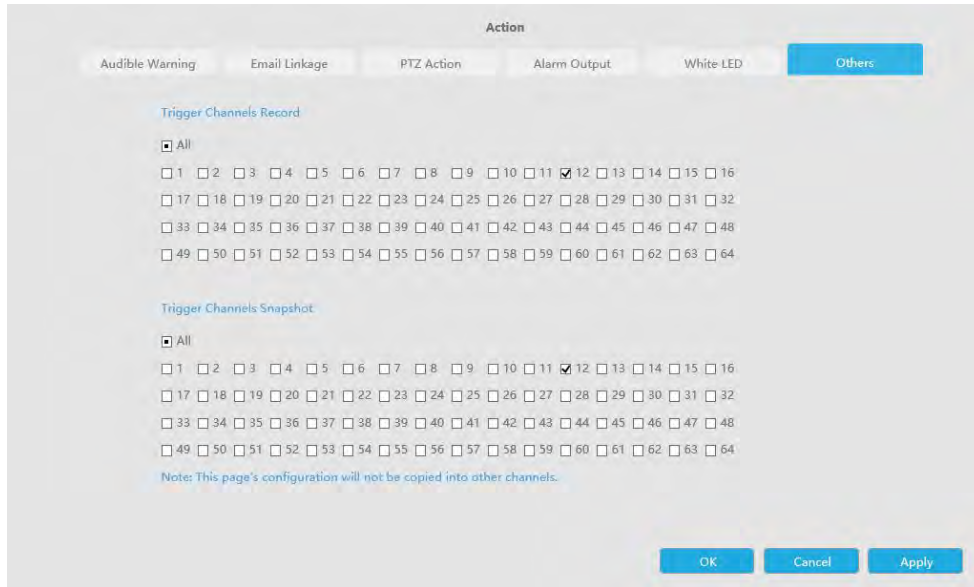 Action
Audible Warning Email Linkage PTZ Action Alarm Output White LED Others
Trigger Channels Record
All
1 2 3 4 5 6 7 8 9 10 11 12 13 14 15 16
17 18 19 20 21 22 23 24 25 26 27 28 29 30 31 32
33 34 35 36 37 38 39 40 41 42 43 44 45 46 47 48
49 50 51 52 53 54 55 56 57 58 59 60 61 62 63 64
Trigger Channels Snapshot
All
1 2 3 4 5 6 7 8 9 10 11 12 13 14 15 16
17 18 19 20 21 22 23 24 25 26 27 28 29 30 31 32
33 34 35 36 37 38 39 40 41 42 43 44 45 46 47 48
49 50 51 52 53 54 55 56 57 58 59 60 61 62 63 64
Note: This page's configuration will not be copied into other channels.
OK Cancel Apply